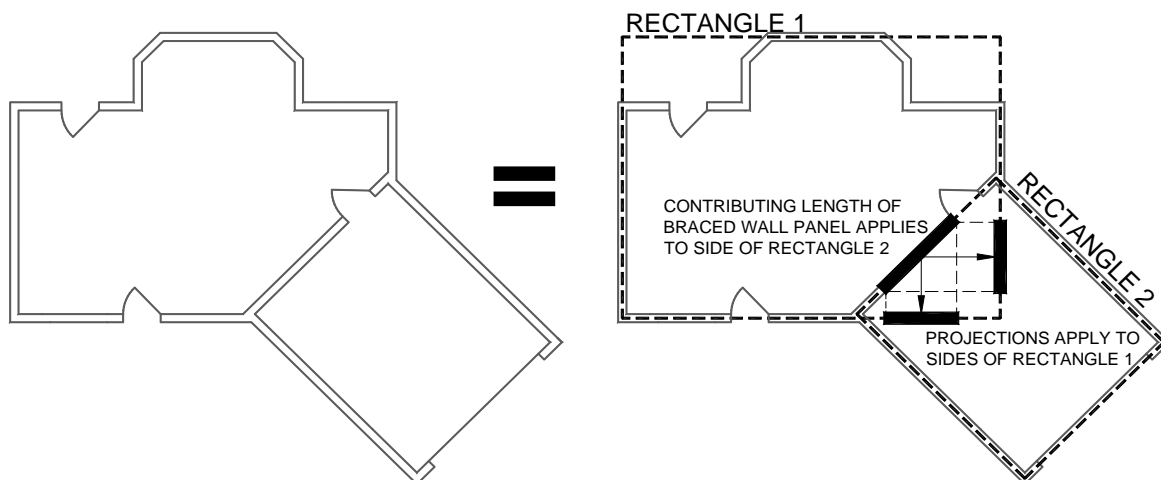 RECTANGLE 1
RECTANGLE 2
CONTRIBUTING LENGTH OF
BRACED WALL PANEL APPLIES
TO SIDE OF RECTANGLE 2
PROJECTIONS APPLY TO
SIDES OF RECTANGLE 1